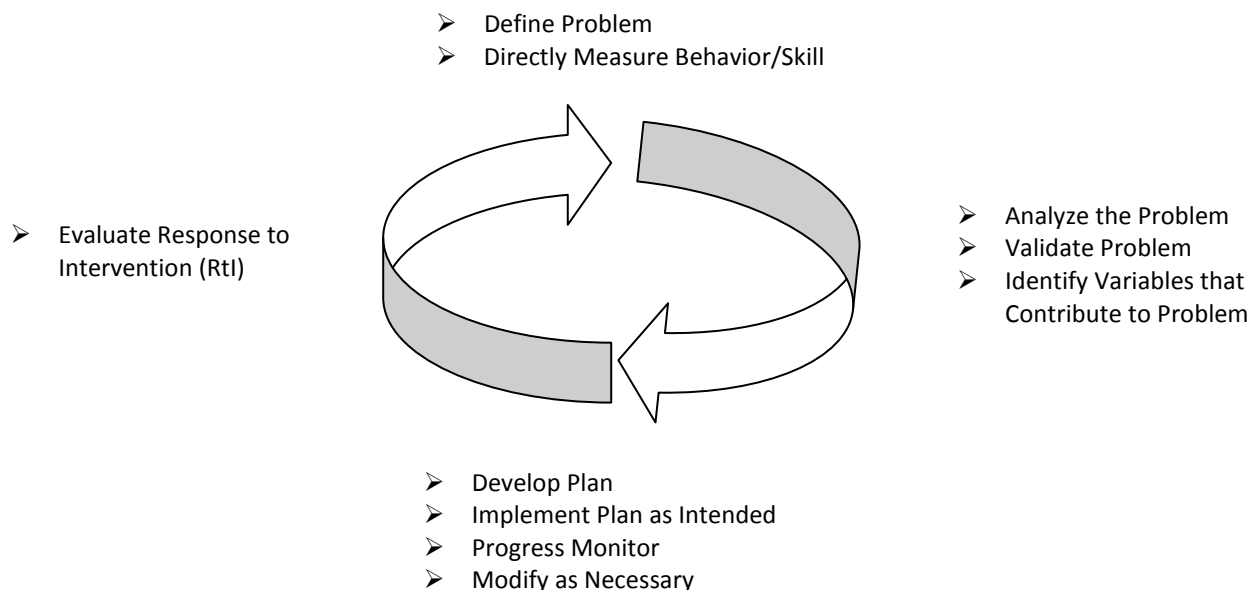 ➢ Define Problem
➢ Directly Measure Behavior/Skill
➢ Analyze the Problem
➢ Validate Problem
➢ Identify Variables that
Contribute to Problem
➢ Develop Plan
➢ Implement Plan as Intended
➢ Progress Monitor
➢ Modify as Necessary
➢ Evaluate Response to
Intervention (RtI)